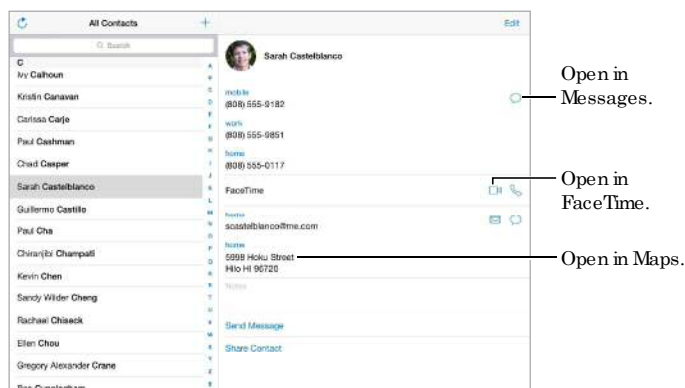 All Contacts
+
Edit
Search
C
Ivy Calhoun
Kristin Canavan
Carissa Carje
Paul Cashman
Chad Casper
Sarah Castelblanco
Guillermo Castillo
Paul Cha
Chiranjibi Champati
Kevin Chen
Sandy Wilder Cheng
Rachael Chiseck
Ellen Chou
Gregory Alexander Crane
Ben Cunningham
Sarah Castelblanco
mobile
(808) 555-9182
work
(808) 555-9851
home
(808) 555-0117
FaceTime
home
scastelblanco@me.com
home
5998 Hoku Street
Hilo HI 96720
Notes
Send Message
Share Contact
Open in
Messages.
Open in
FaceTime.
Open in Maps.